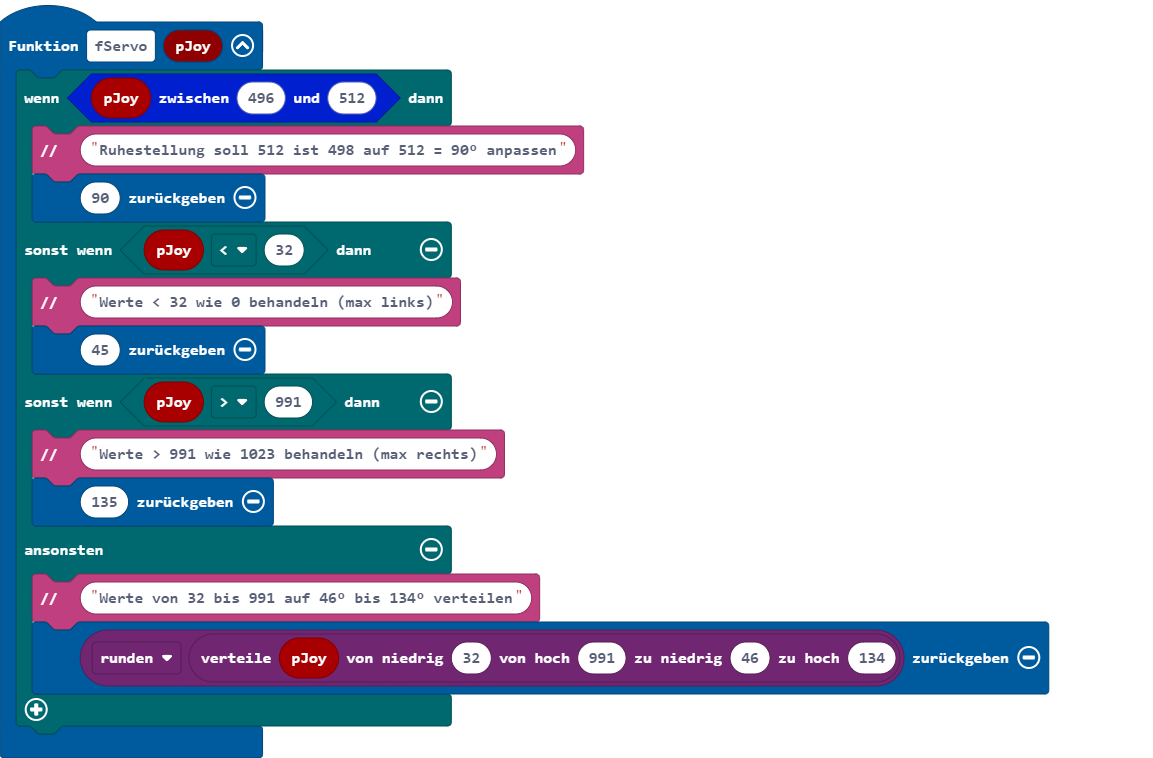 Funktion fServo pJoy
wenn pJoy zwischen 496 und 512 dann
// "Ruhestellung soll 512 ist 498 auf 512 = 90° anpassen"
90 zurückgeben
sonst wenn pJoy < 32 dann
// "Werte < 32 wie 0 behandeln (max links)"
45 zurückgeben
sonst wenn pJoy > 991 dann
// "Werte > 991 wie 1023 behandeln (max rechts)"
135 zurückgeben
ansonsten
// "Werte von 32 bis 991 auf 46° bis 134° verteilen"
runden verteile pJoy von niedrig 32 von hoch 991 zu niedrig 46 zu hoch 134 zurückgeben